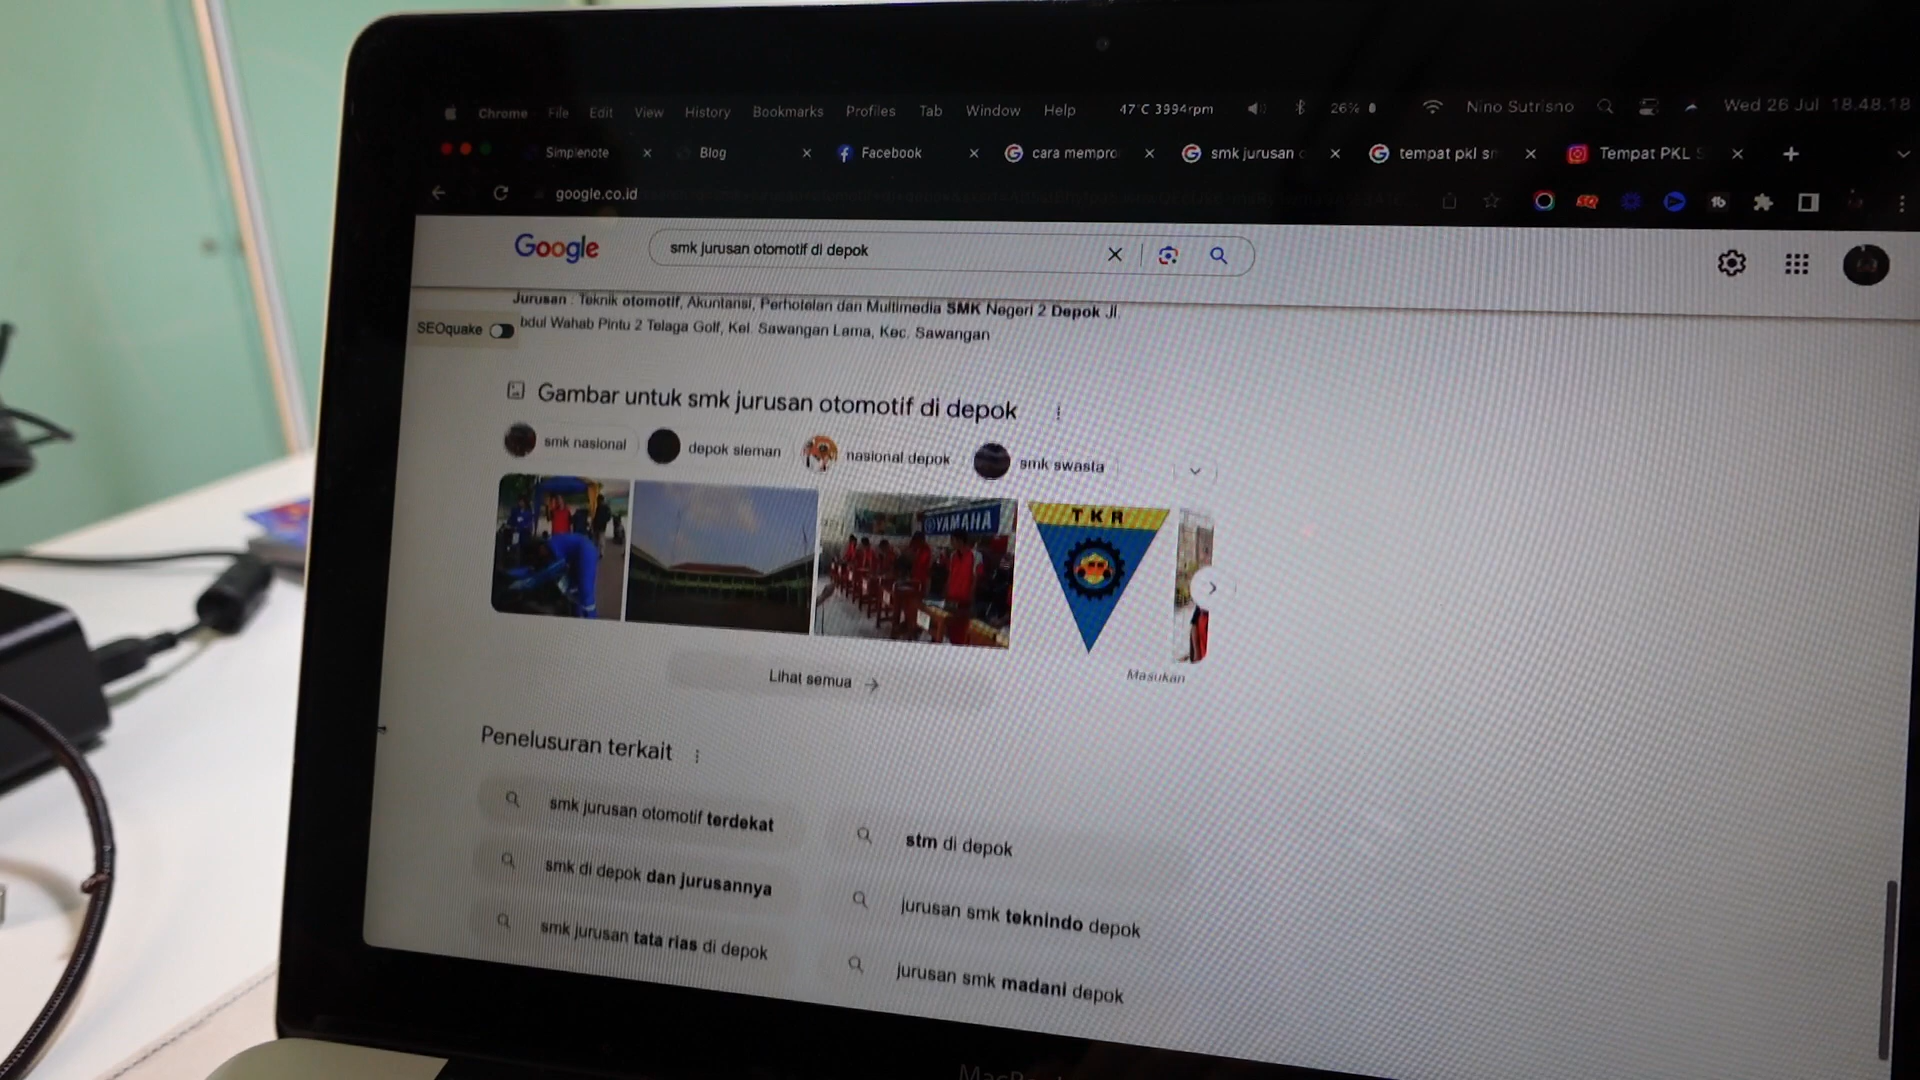 Chrome File Edit View History Bookmarks Profiles Tab Window Help 47°C 3994rpm 26% Nino Sutrisno Wed 26 Jul 18.48.18
Simplenote Blog Facebook cara mempro smk jurusan tempat pkl Tempat PKL
google.co.id
Google smk jurusan otomotif di depok
Jurusan : Teknik otomotif, Akuntansi, Perhotelan dan Multimedia SMK Negeri 2 Depok Jl.
SEOquake bdul Wahab Pintu 2 Telaga Golf, Kel. Sawangan Lama, Kec. Sawangan
Gambar untuk smk jurusan otomotif di depok
smk nasional depok sleman nasional depok smk swasta
YAMAHA
TKR
Lihat semua
Masukan
Penelusuran terkait
smk jurusan otomotif terdekat
stm di depok
smk di depok dan jurusannya
jurusan smk teknindo depok
smk jurusan tata rias di depok
jurusan smk madani depok